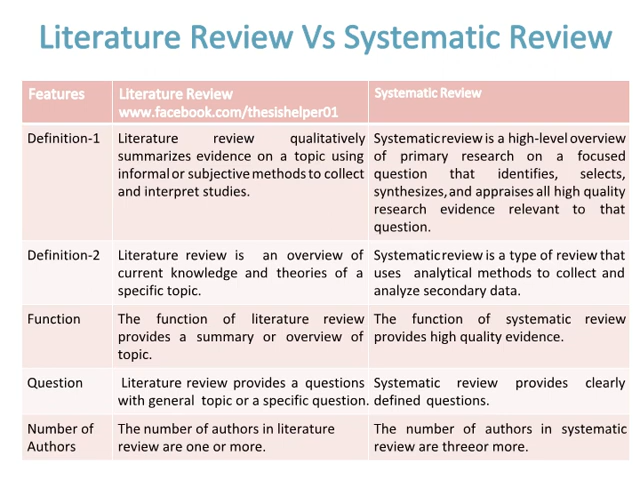 Literature Review Vs Systematic Review
Features
Literature Review
www.facebook.com/thesishelper01
Systematic Review
Definition-1
Literature review qualitatively
summarizes evidence on a topic using
informal or subjective methods to collect
and interpret studies.
Systematic review is a high-level overview
of primary research on a focused
question that identifies, selects,
synthesizes, and appraises all high quality
research evidence relevant to that
question.
Definition-2
Literature review is an overview of
current knowledge and theories of a
specific topic.
Systematic review is a type of review that
uses analytical methods to collect and
analyze secondary data.
Function
The function of literature review
provides a summary or overview of
topic.
The function of systematic review
provides high quality evidence.
Question
Literature review provides a questions
with general topic or a specific question.
Systematic review provides clearly
defined questions.
Number of
Authors
The number of authors in literature
review are one or more.
The number of authors in systematic
review are threeor more.